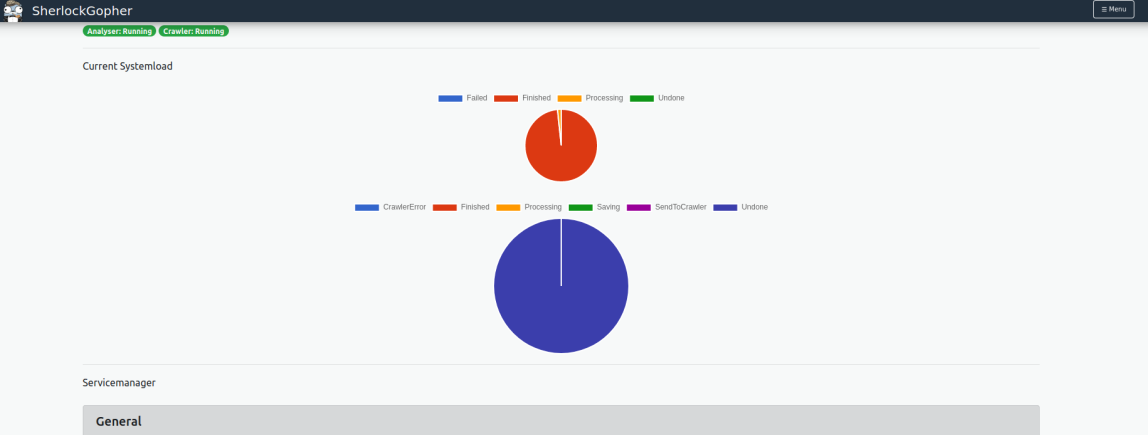 SherlockGopher
☰ Menu
Analyser: Running Crawler: Running
Current Systemload
Failed Finished Processing Undone
CrawlerError Finished Processing Saving SendToCrawler Undone
Servicemanager
General